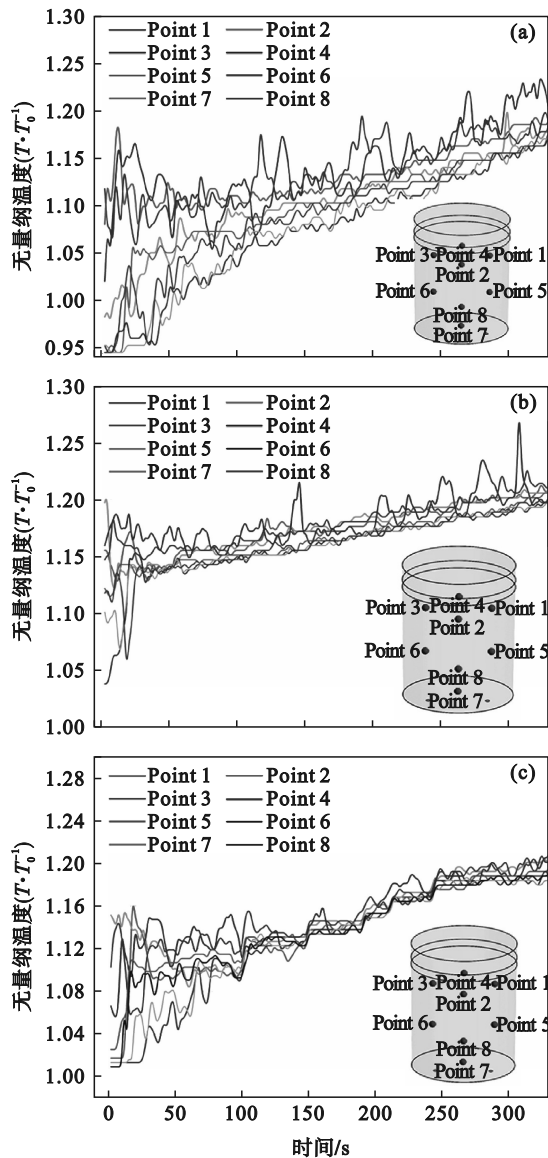 (a)
无量纲温度(T·T₀⁻¹)
1.30
1.25
1.20
1.15
1.10
1.05
1.00
0.95
Point 1 Point 2
Point 3 Point 4
Point 5 Point 6
Point 7 Point 8
Point 3 Point 4 Point 1
Point 2
Point 6 Point 5
Point 8
Point 7
(b)
无量纲温度(T·T₀⁻¹)
1.30
1.25
1.20
1.15
1.10
1.05
1.00
Point 1 Point 2
Point 3 Point 4
Point 5 Point 6
Point 7 Point 8
Point 3 Point 4 Point 1
Point 2
Point 6 Point 5
Point 8
Point 7
(c)
无量纲温度(T·T₀⁻¹)
1.28
1.24
1.20
1.16
1.12
1.08
1.04
1.00
Point 1 Point 2
Point 3 Point 4
Point 5 Point 6
Point 7 Point 8
Point 3 Point 4 Point 1
Point 2
Point 6 Point 5
Point 8
Point 7
0 50 100 150 200 250 300
时间/s